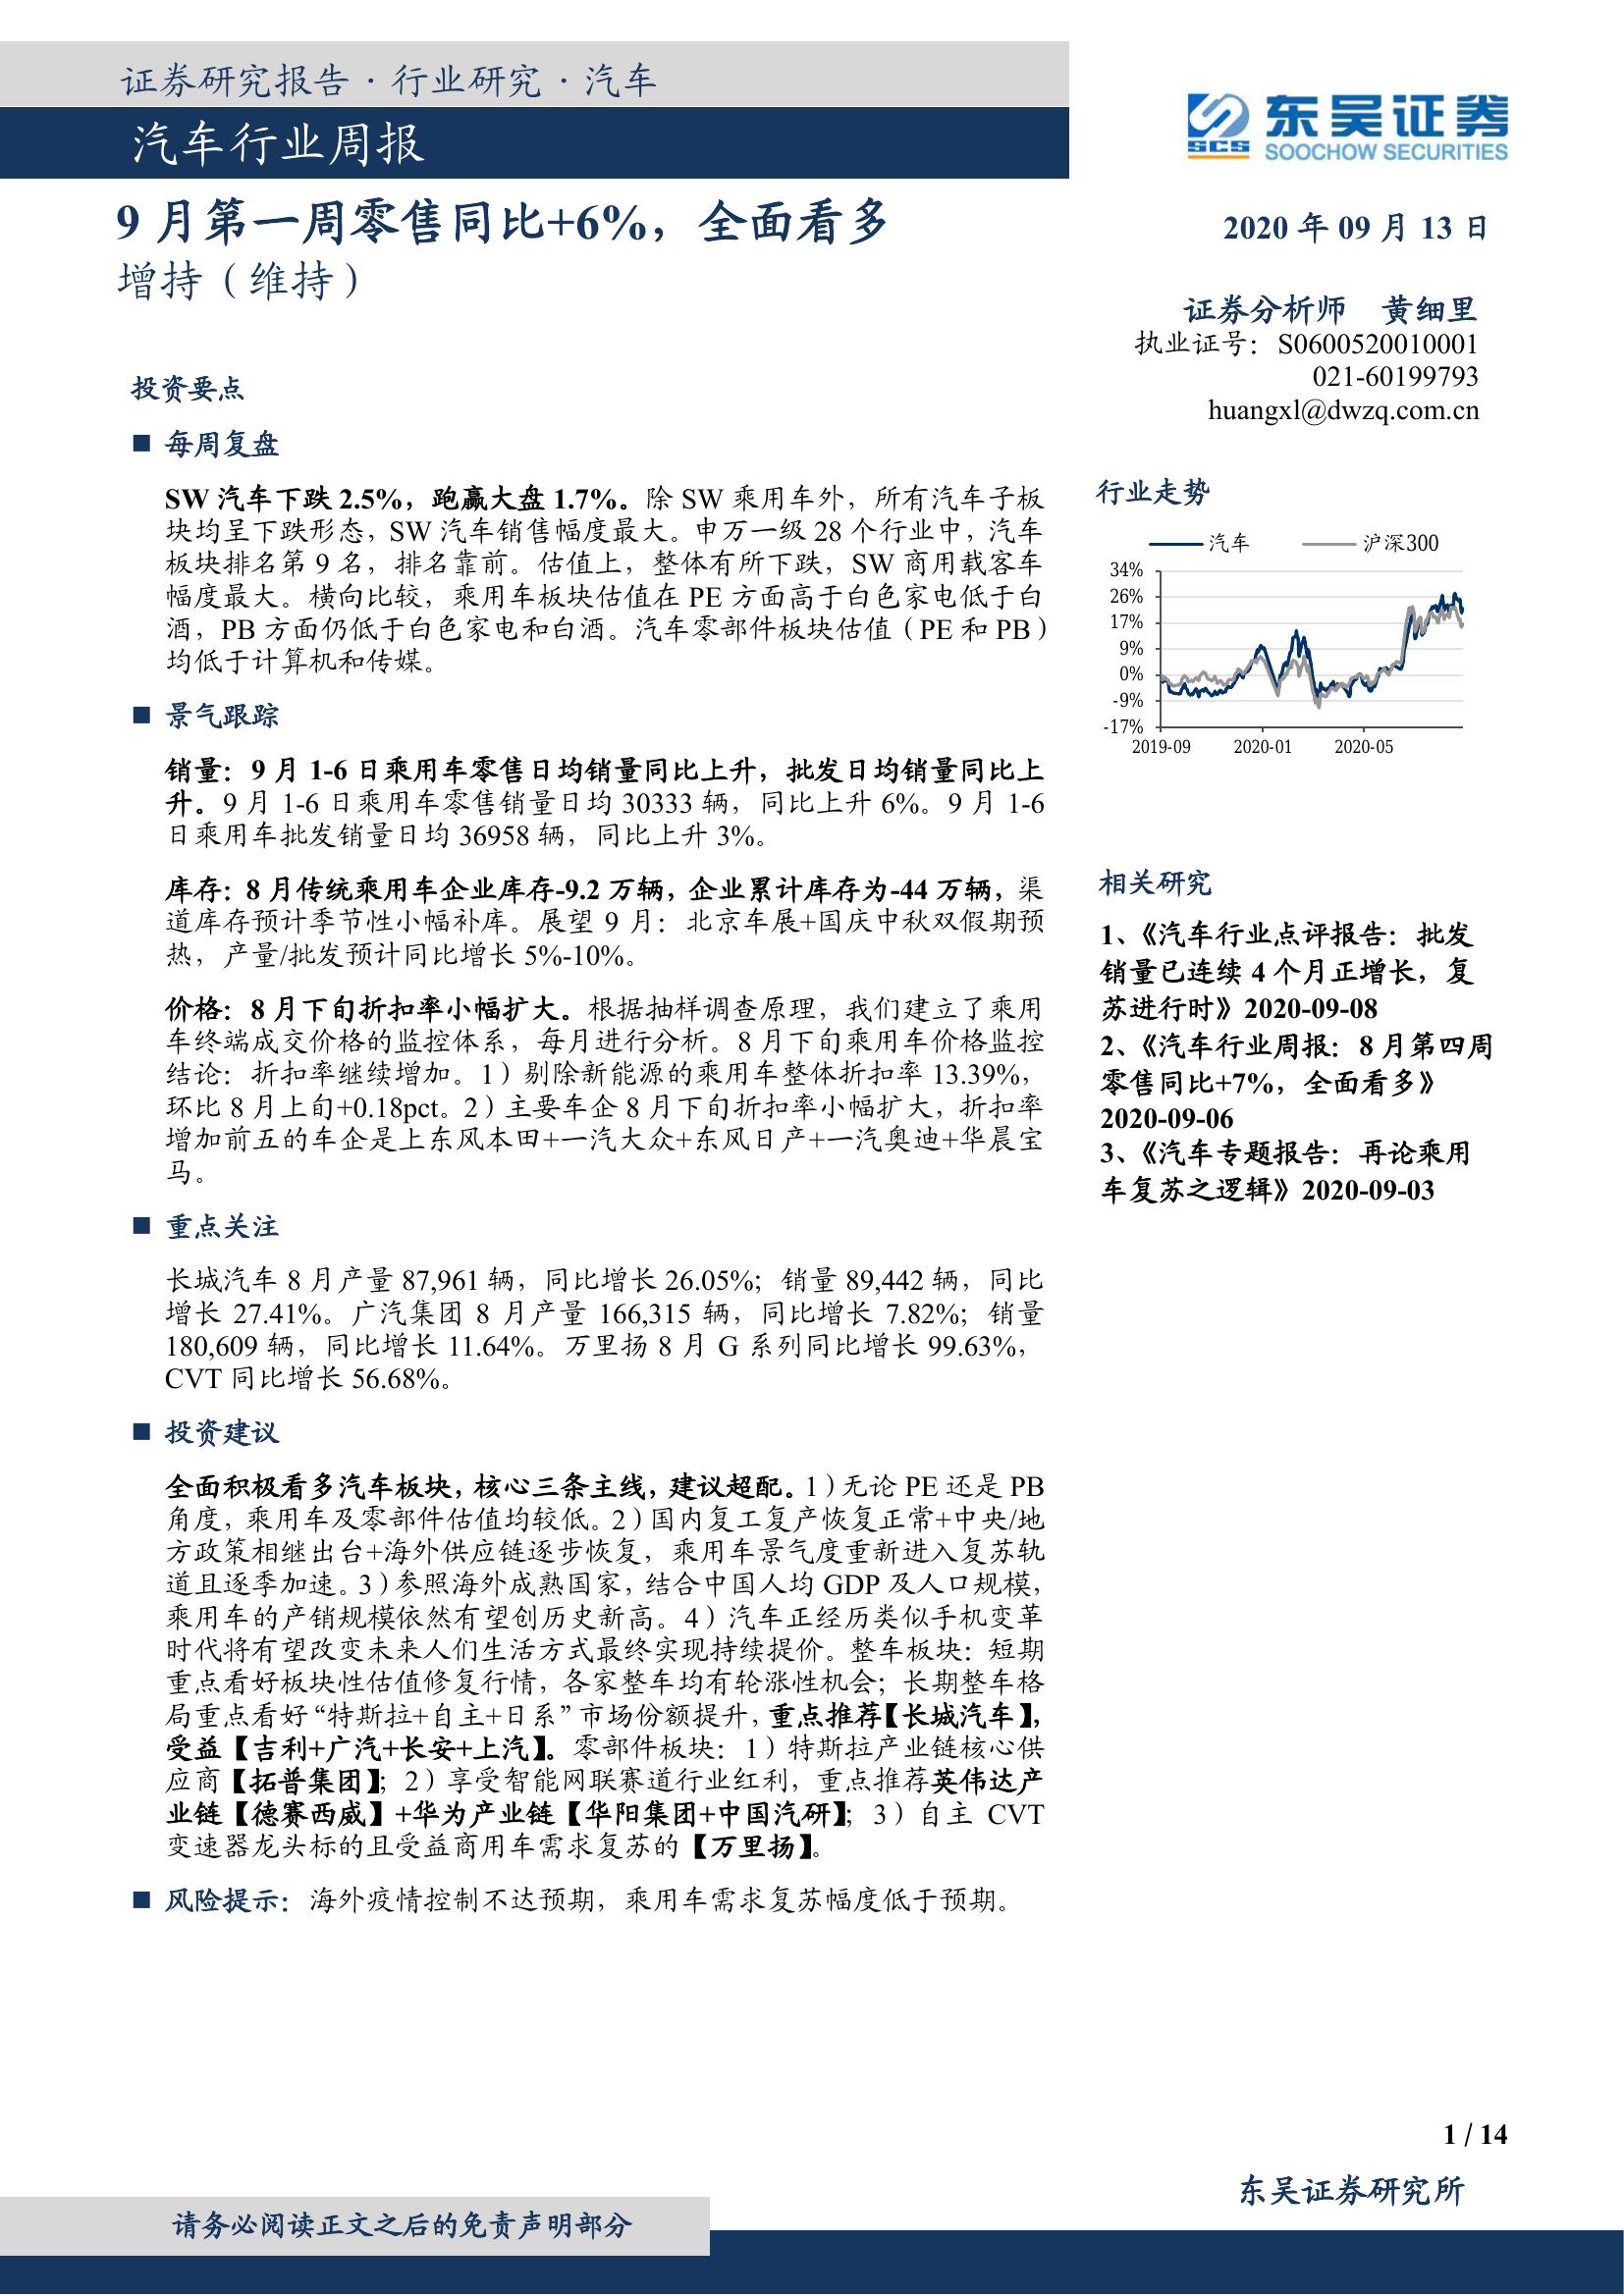 证券研究报告·行业研究·汽车
汽车行业周报
SCS 东吴证券
SOOCHOW SECURITIES
9 月第一周零售同比+6%，全面看多
增持（维持）
2020 年 09 月 13 日
证券分析师 黄细里
执业证号：S0600520010001
021-60199793
huangxl@dwzq.com.cn
投资要点
■ 每周复盘
SW 汽车下跌 2.5%，跑赢大盘 1.7%。除 SW 乘用车外，所有汽车子板
块均呈下跌形态，SW 汽车销售幅度最大。申万一级 28 个行业中，汽车
板块排名第 9 名，排名靠前。估值上，整体有所下跌，SW 商用载客车
幅度最大。横向比较，乘用车板块估值在 PE 方面高于白色家电低于白
酒，PB 方面仍低于白色家电和白酒。汽车零部件板块估值（PE 和 PB）
均低于计算机和传媒。
■ 景气跟踪
销量：9 月 1-6 日乘用车零售日均销量同比上升，批发日均销量同比上
升。9 月 1-6 日乘用车零售销量日均 30333 辆，同比上升 6%。9 月 1-6
日乘用车批发销量日均 36958 辆，同比上升 3%。
库存：8 月传统乘用车企业库存-9.2 万辆，企业累计库存为-44 万辆，渠
道库存预计季节性小幅补库。展望 9 月：北京车展+国庆中秋双假期预
热，产量/批发预计同比增长 5%-10%。
价格：8 月下旬折扣率小幅扩大。根据抽样调查原理，我们建立了乘用
车终端成交价格的监控体系，每月进行分析。8 月下旬乘用车价格监控
结论：折扣率继续增加。1）剔除新能源的乘用车整体折扣率 13.39%，
环比 8 月上旬+0.18pct。2）主要车企 8 月下旬折扣率小幅扩大，折扣率
增加前五的车企是上东风本田+一汽大众+东风日产+一汽奥迪+华晨宝
马。
■ 重点关注
长城汽车 8 月产量 87,961 辆，同比增长 26.05%；销量 89,442 辆，同比
增长 27.41%。广汽集团 8 月产量 166,315 辆，同比增长 7.82%；销量
180,609 辆，同比增长 11.64%。万里扬 8 月 G 系列同比增长 99.63%，
CVT 同比增长 56.68%。
■ 投资建议
全面积极看多汽车板块，核心三条主线，建议超配。1）无论 PE 还是 PB
角度，乘用车及零部件估值均较低。2）国内复工复产恢复正常+中央/地
方政策相继出台+海外供应链逐步恢复，乘用车景气度重新进入复苏轨
道且逐季加速。3）参照海外成熟国家，结合中国人均 GDP 及人口规模，
乘用车的产销规模依然有望创历史新高。4）汽车正经历类似手机变革
时代将有望改变未来人们生活方式最终实现持续提价。整车板块：短期
重点看好板块性估值修复行情，各家整车均有轮涨性机会；长期整车格
局重点看好“特斯拉+自主+日系”市场份额提升，重点推荐【长城汽车】，
受益【吉利+广汽+长安+上汽】。零部件板块：1）特斯拉产业链核心供
应商【拓普集团】；2）享受智能网联赛道行业红利，重点推荐英伟达产
业链【德赛西威】+华为产业链【华阳集团+中国汽研】；3）自主 CVT
变速器龙头标的且受益商用车需求复苏的【万里扬】。
■ 风险提示：海外疫情控制不达预期，乘用车需求复苏幅度低于预期。
行业走势
汽车 沪深300
34%
26%
17%
9%
0%
-9%
-17%
2019-09 2020-01 2020-05
相关研究
1、《汽车行业点评报告：批发
销量已连续 4 个月正增长，复
苏进行时》2020-09-08
2、《汽车行业周报：8 月第四周
零售同比+7%，全面看多》
2020-09-06
3、《汽车专题报告：再论乘用
车复苏之逻辑》2020-09-03
1 / 14
东吴证券研究所
请务必阅读正文之后的免责声明部分